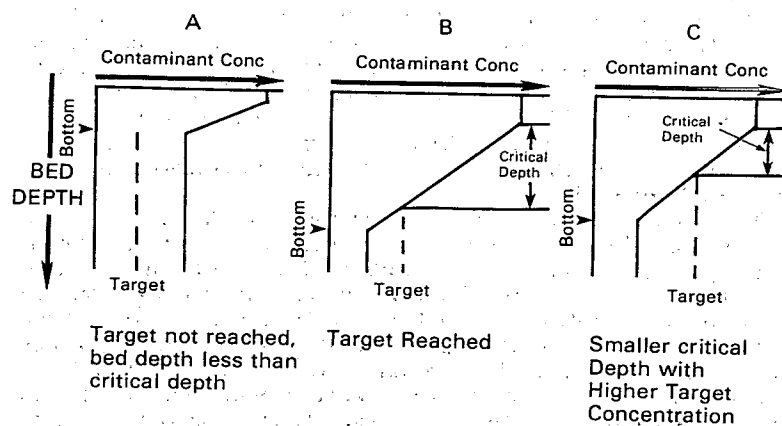 A
B
C
Contaminant Conc
Contaminant Conc
Contaminant Conc
Bottom
BED
DEPTH
Target
Critical
Depth
Bottom
Target
Critical
Depth
Bottom
Target
Target not reached,
bed depth less than
critical depth
Target Reached
Smaller critical
Depth with
Higher Target
Concentration